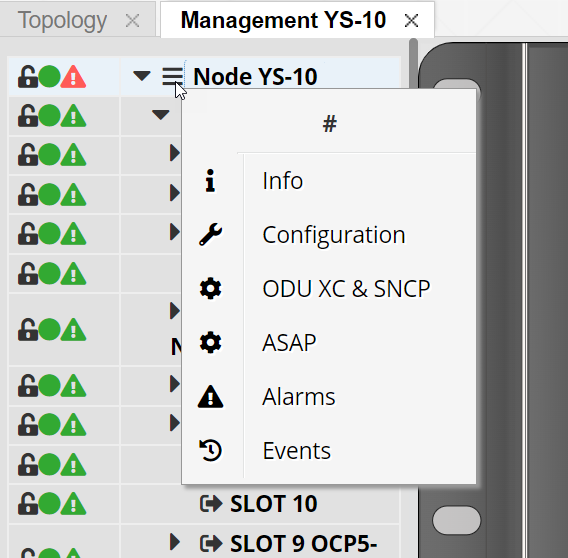 Topology
Management YS-10
Node YS-10
#
Info
Configuration
ODU XC & SNCP
ASAP
Alarms
Events
SLOT 10
SLOT 9 OCP5-